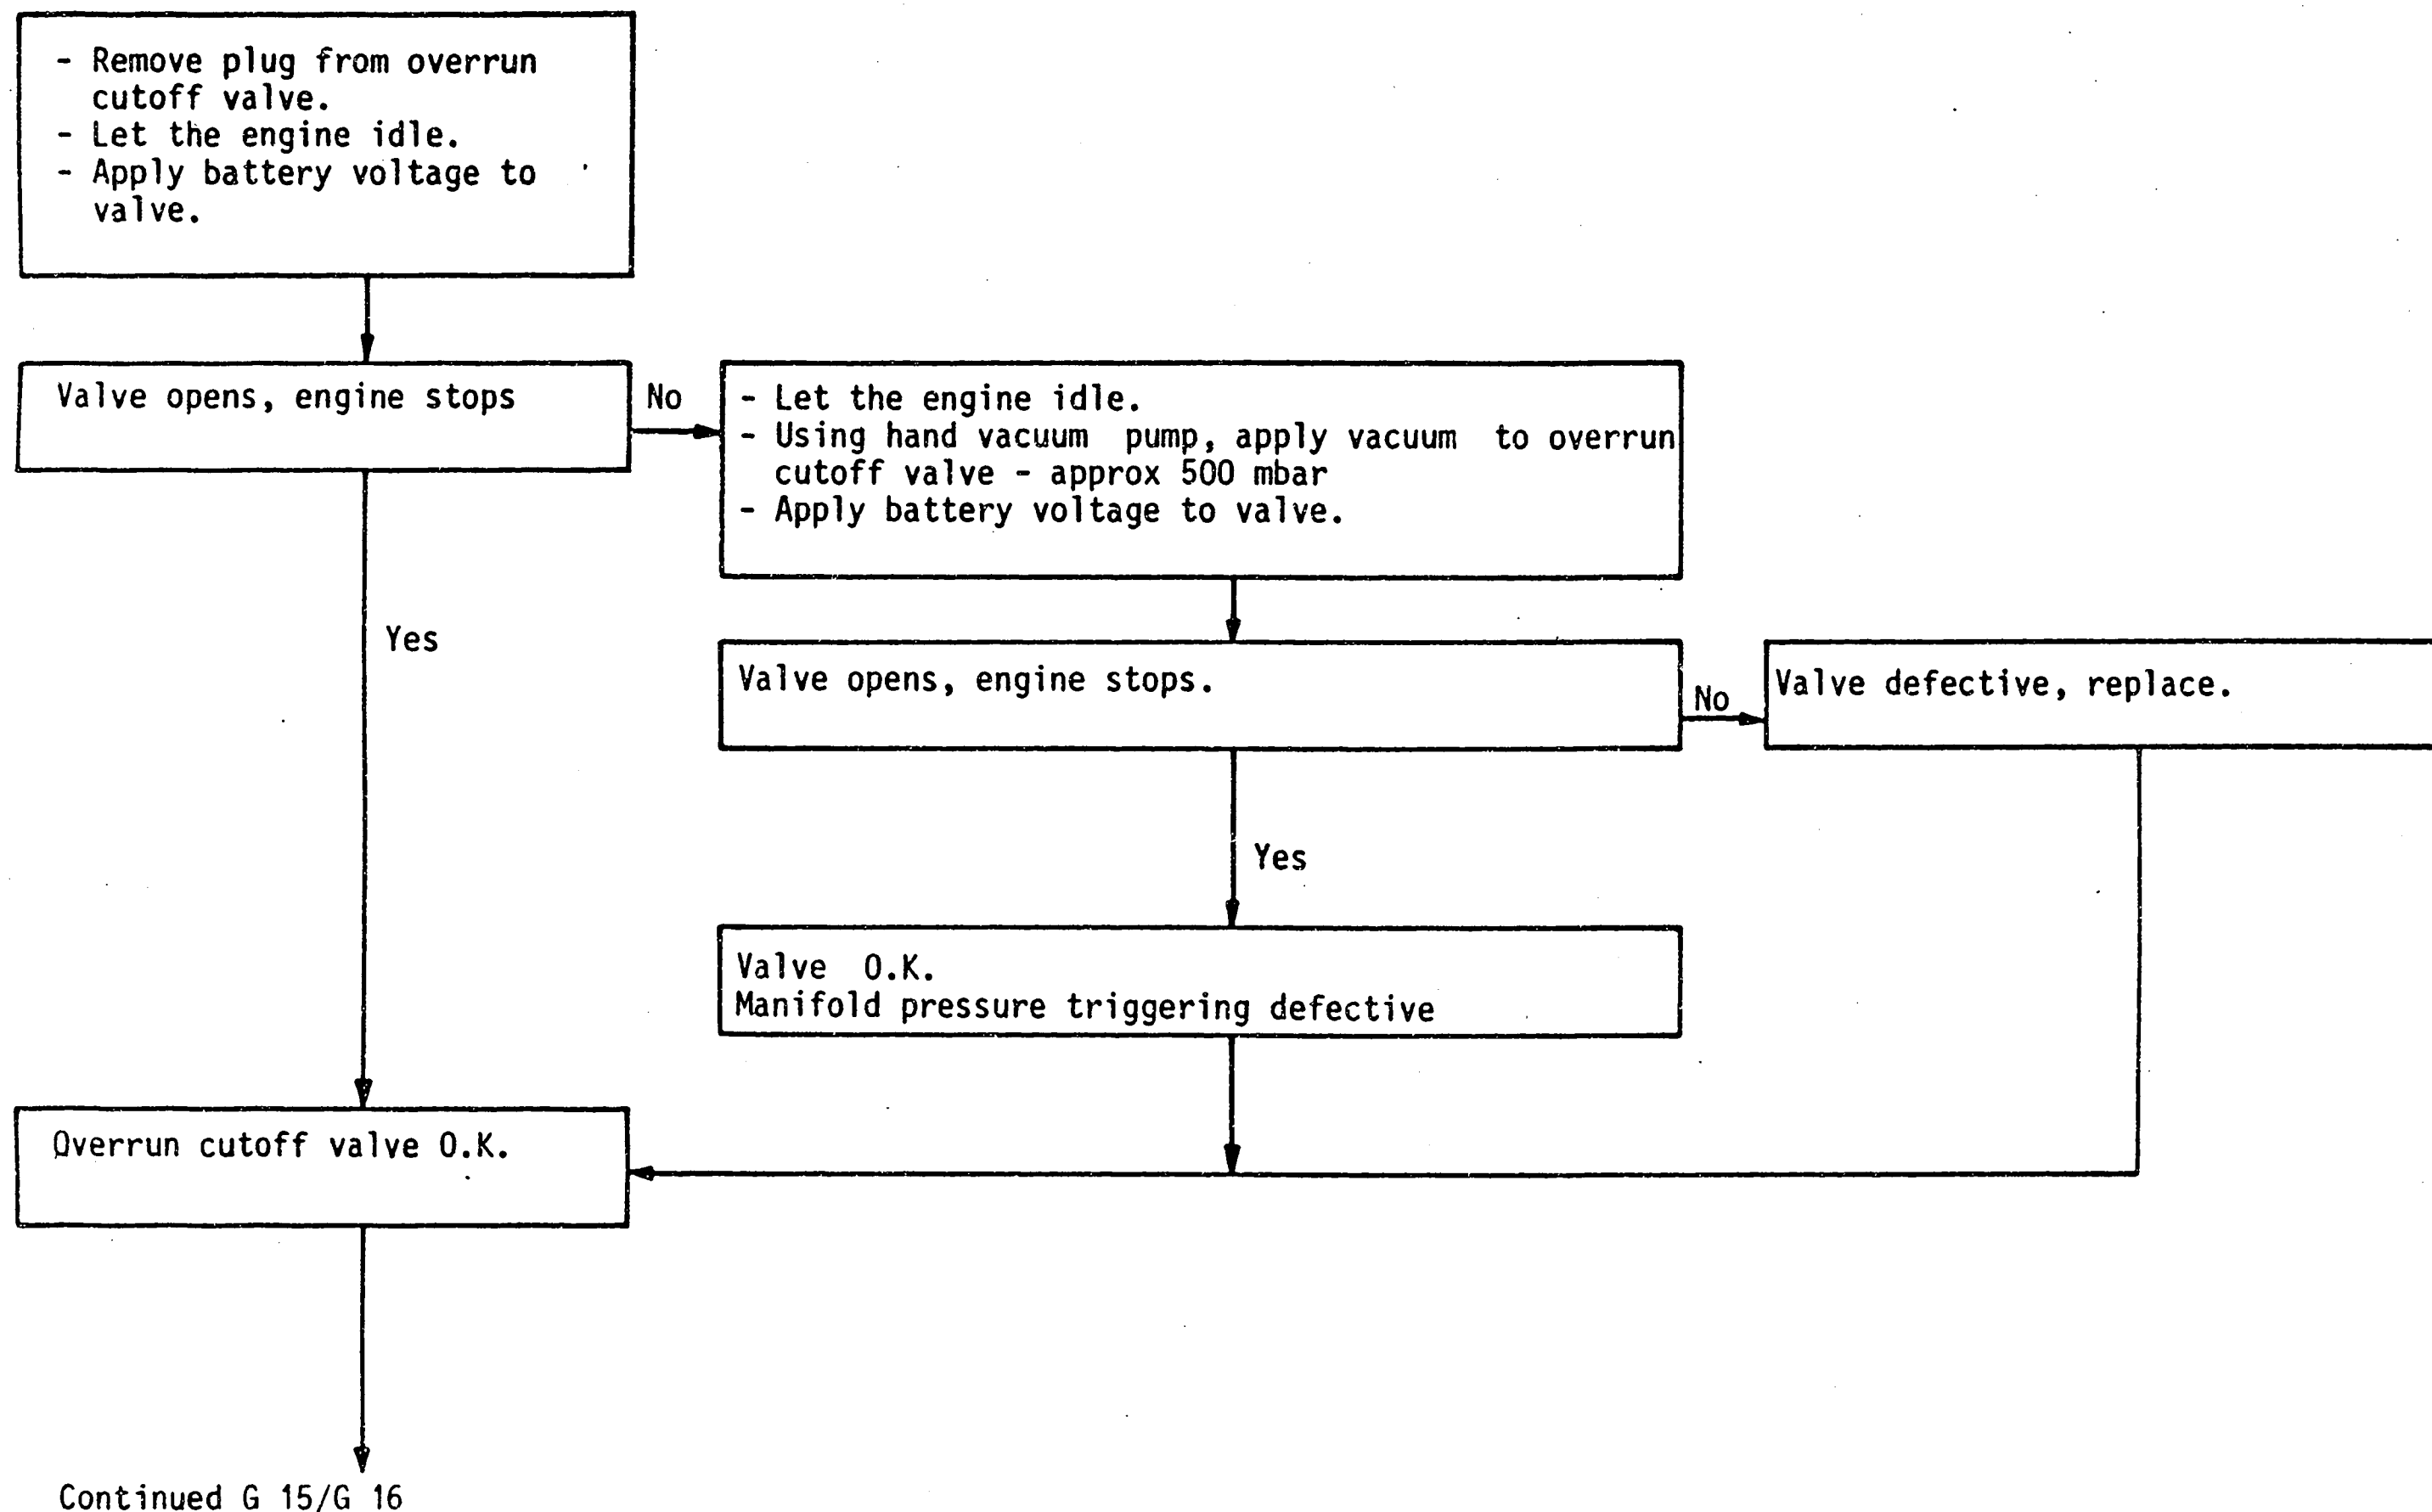 - Remove plug from overrun
cutoff valve.
- Let the engine idle.
- Apply battery voltage to
valve.
Valve opens, engine stops
No
- Let the engine idle.
- Using hand vacuum pump, apply vacuum to overrun
cutoff valve - approx 500 mbar
- Apply battery voltage to valve.
Yes
Valve opens, engine stops.
No
Valve defective, replace.
Yes
Valve O.K.
Manifold pressure triggering defective
Overrun cutoff valve O.K.
Continued G 15/G 16